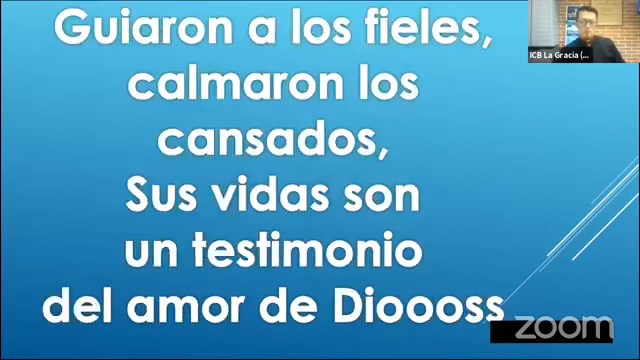 Guiaron a los fieles,
calmaron los
cansados,
Sus vidas son
un testimonio
del amor de Dioooss
ICB La Gracia (...
zoom